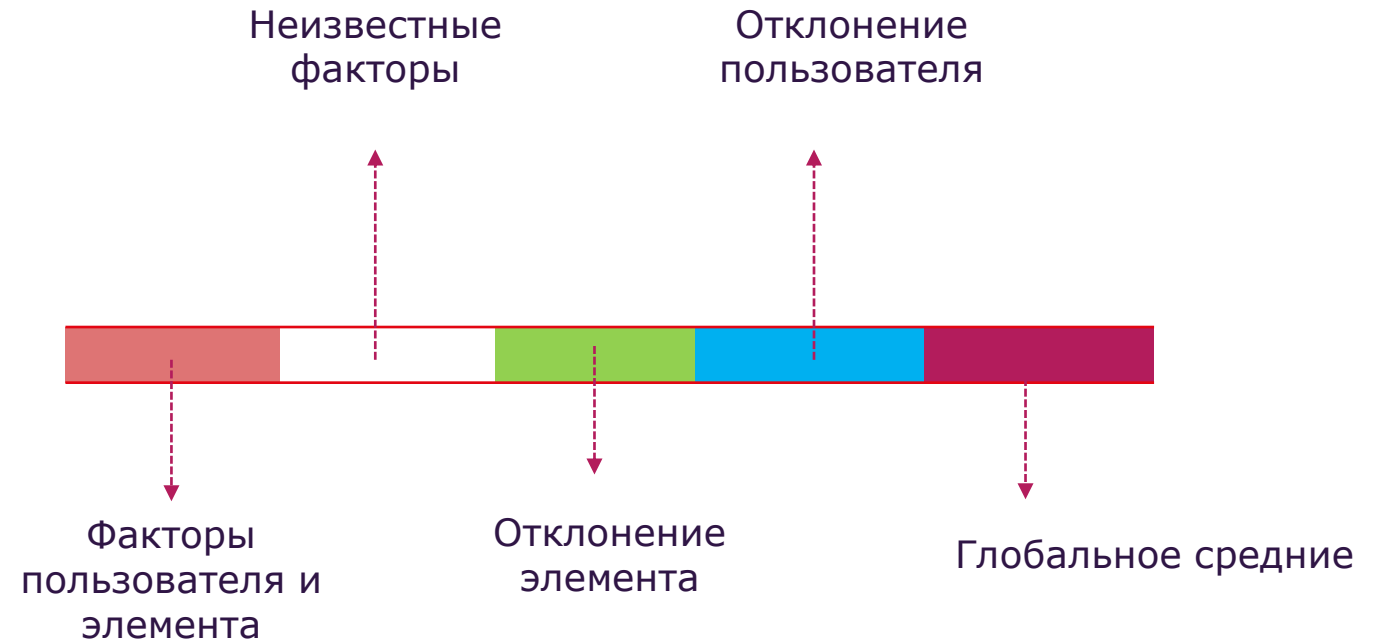 Неизвестные
факторы
Отклонение
пользователя
Факторы
пользователя и
элемента
Отклонение
элемента
Глобальное средние